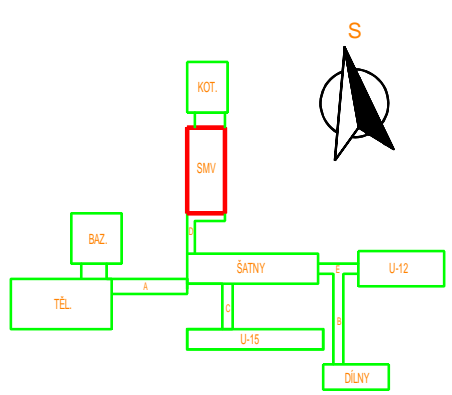 S
KOT.
SMV
D
BAZ.
ŠATNY
E
U-12
A
TĚL.
C
B
U-15
DÍLNY